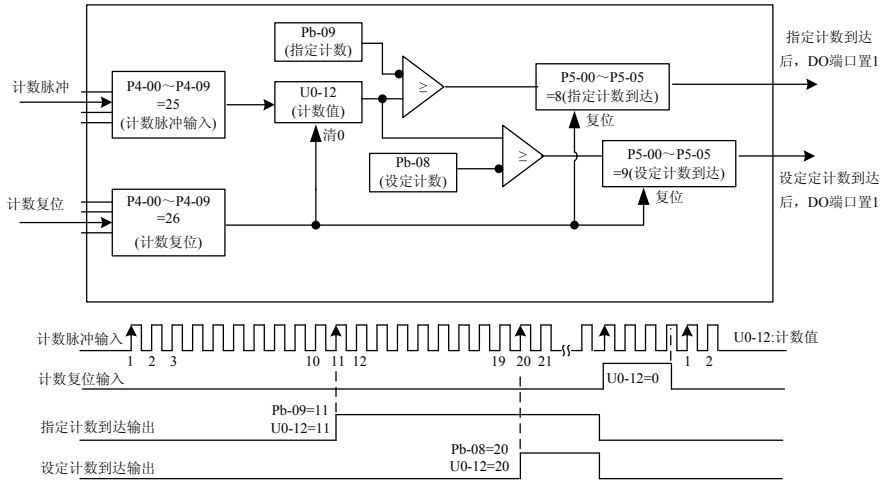 Pb-09
(指定计数)
指定计数到达
后，DO端口置1
计数脉冲
P4-00～P4-09
=25
(计数脉冲输入)
U0-12
(计数值)
≥
P5-00～P5-05
=8(指定计数到达)
清0
复位
Pb-08
(设定计数)
≥
P5-00～P5-05
=9(设定计数到达)
设定定计数到达
后，DO端口置1
计数复位
P4-00～P4-09
=26
(计数复位)
复位
计数脉冲输入
U0-12:计数值
1 2 3 10 11 12 19 20 21 1 2
计数复位输入
U0-12=0
Pb-09=11
指定计数到达输出
U0-12=11
Pb-08=20
设定计数到达输出
U0-12=20